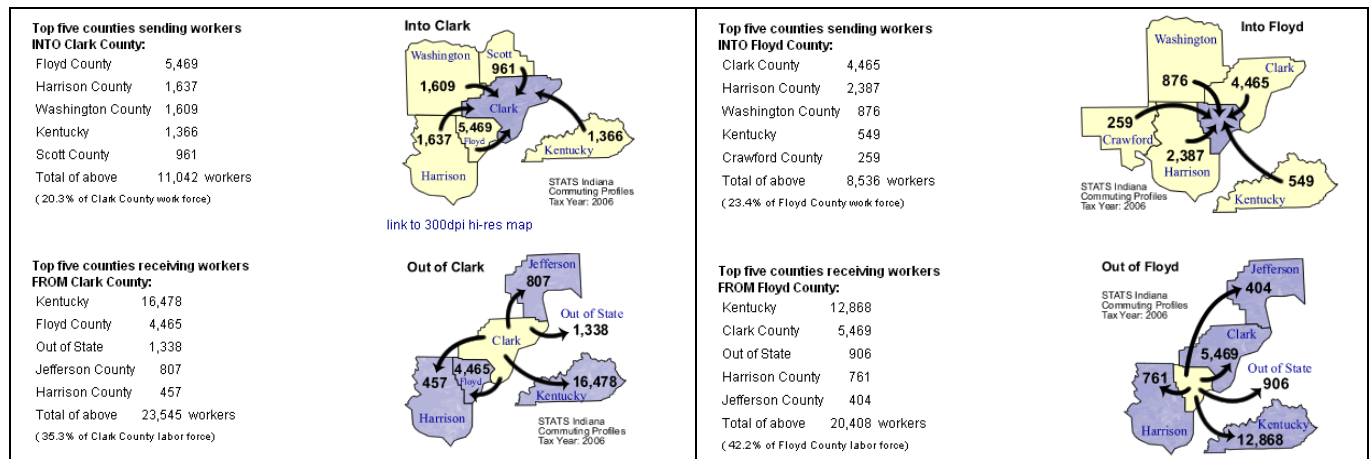 Top five counties sending workers
INTO Clark County:
Floyd County 5,469
Harrison County 1,637
Washington County 1,609
Kentucky 1,366
Scott County 961
Total of above 11,042 workers
( 20.3% of Clark County work force)
Into Clark
Washington
Scott
961
1,609
Clark
5,469
1,637
Floyd
1,366
Kentucky
Harrison
STATS Indiana
Commuting Profiles
Tax Year: 2006
link to 300dpi hi-res map
Top five counties sending workers
INTO Floyd County:
Clark County 4,465
Harrison County 2,387
Washington County 876
Kentucky 549
Crawford County 259
Total of above 8,536 workers
( 23.4% of Floyd County work force)
Into Floyd
Washington
Clark
876
4,465
259
Crawford
2,387
Harrison
549
Kentucky
STATS Indiana
Commuting Profiles
Tax Year: 2006
Top five counties receiving workers
FROM Clark County:
Kentucky 16,478
Floyd County 4,465
Out of State 1,338
Jefferson County 807
Harrison County 457
Total of above 23,545 workers
( 35.3% of Clark County labor force)
Out of Clark
Jefferson
807
Out of State
1,338
Clark
4,465
457
Floyd
16,478
Kentucky
Harrison
STATS Indiana
Commuting Profiles
Tax Year: 2006
Top five counties receiving workers
FROM Floyd County:
Kentucky 12,868
Clark County 5,469
Out of State 906
Harrison County 761
Jefferson County 404
Total of above 20,408 workers
( 42.2% of Floyd County labor force)
Out of Floyd
Jefferson
404
STATS Indiana
Commuting Profiles
Tax Year: 2006
Clark
5,469
Out of State
906
761
Harrison
Kentucky
12,868